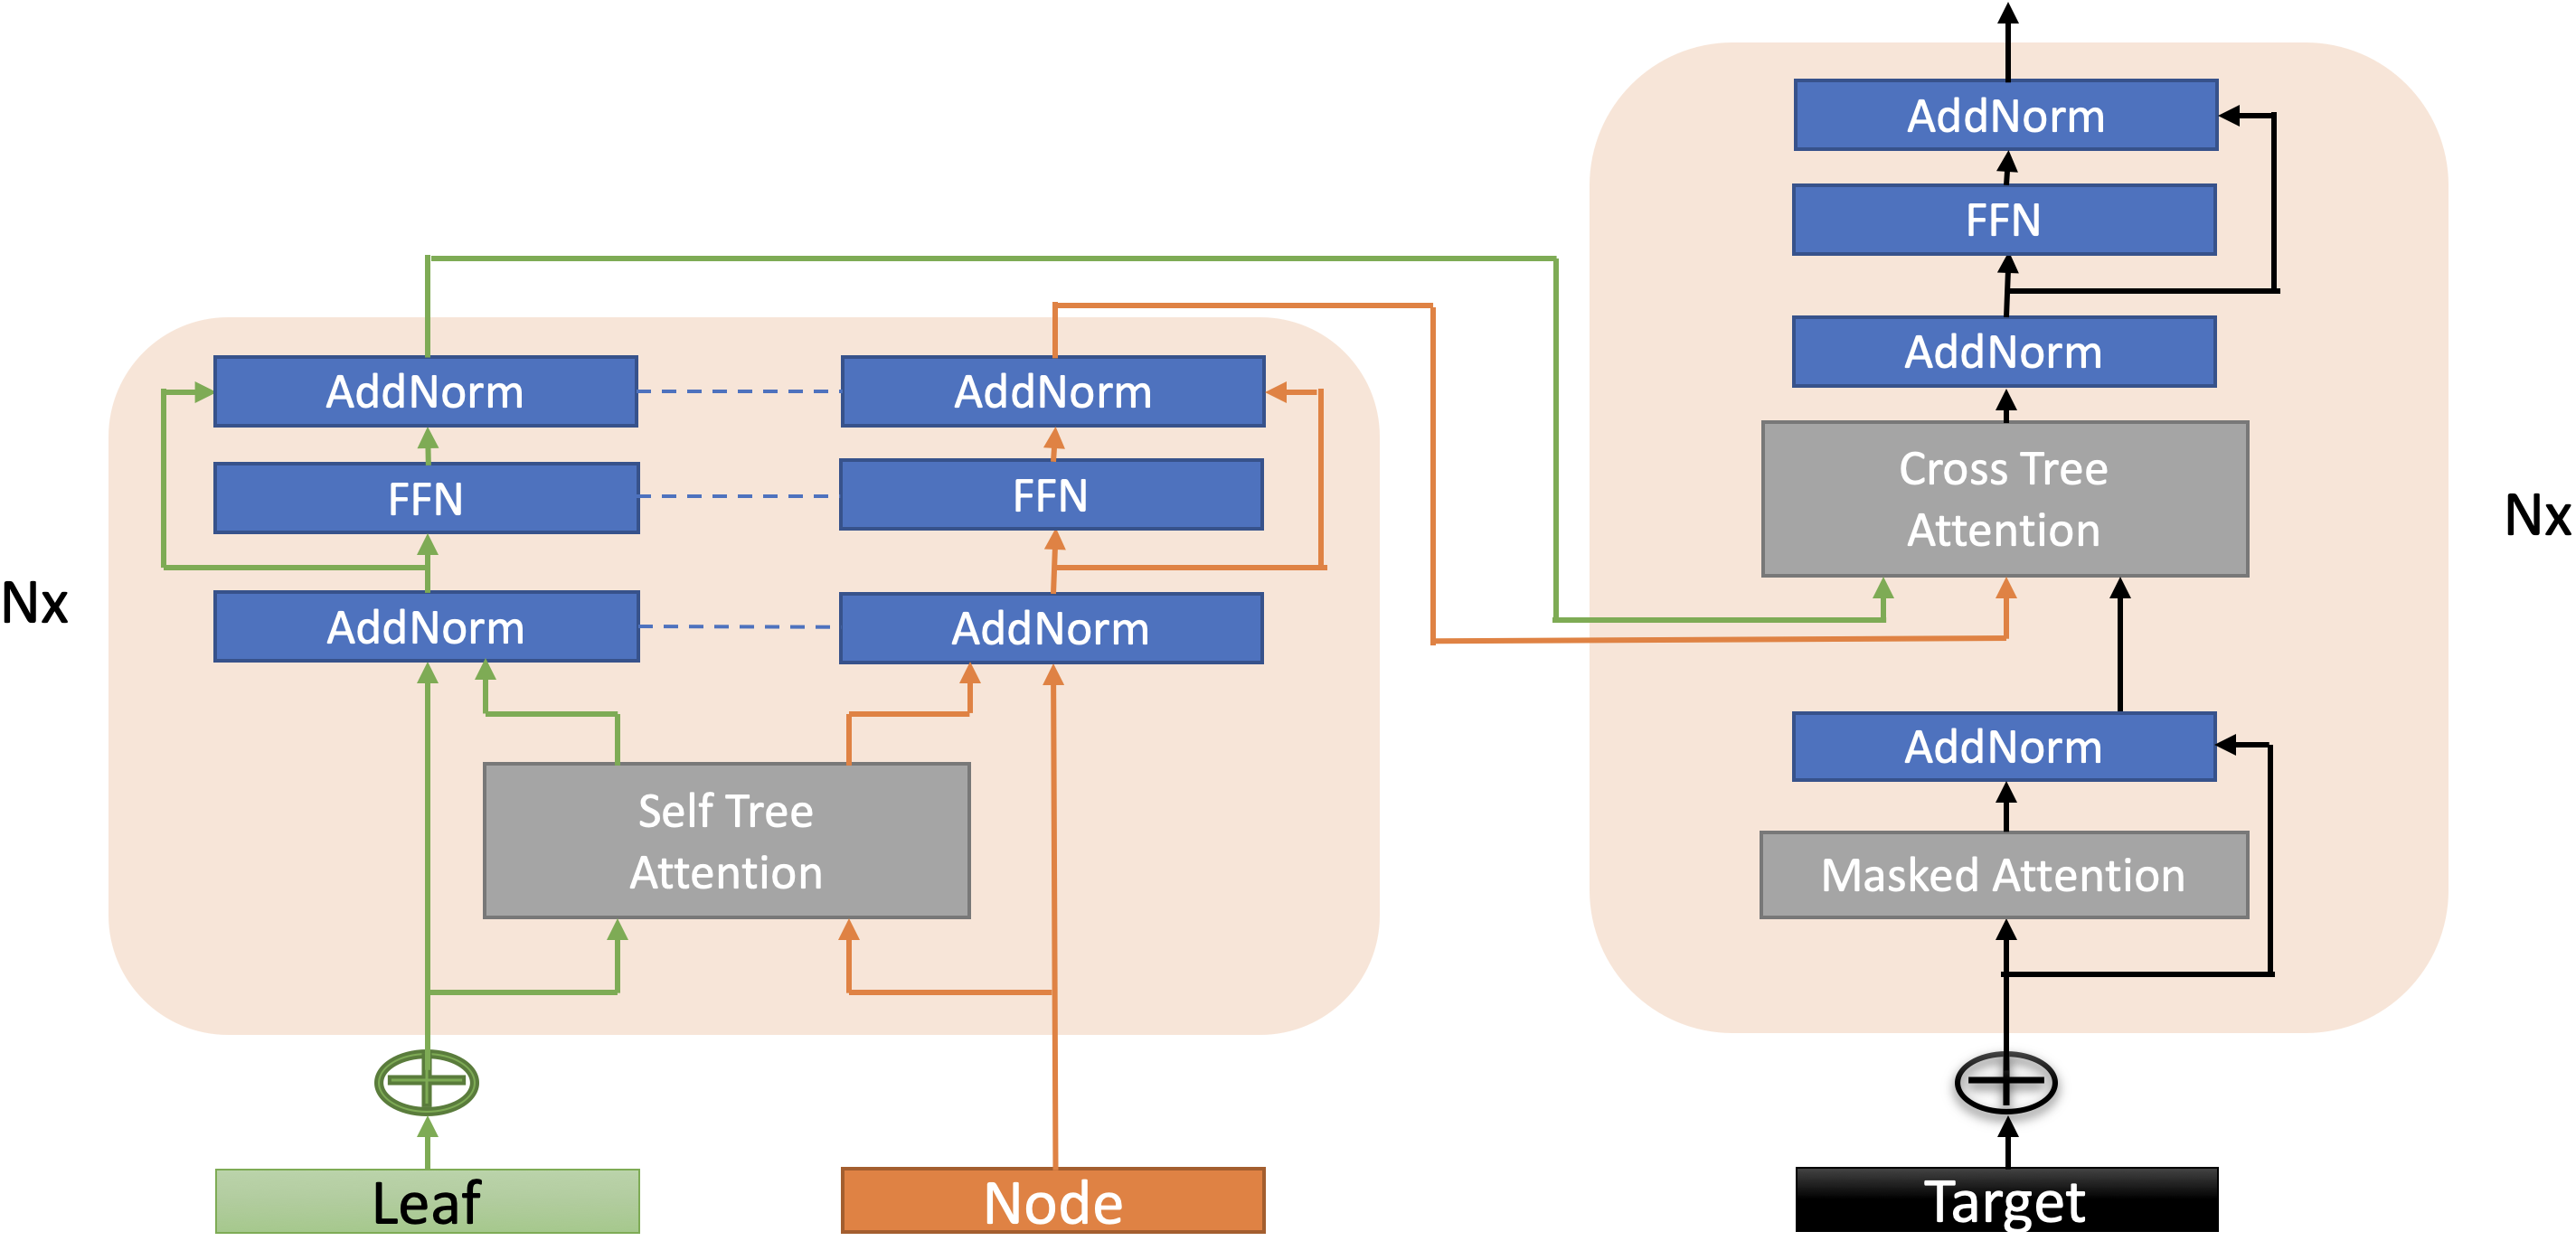 AddNorm
FFN
AddNorm
Cross Tree
Attention
AddNorm
Masked Attention
Target
Nx
AddNorm
AddNorm
FFN
FFN
AddNorm
AddNorm
Self Tree
Attention
Leaf
Node
Nx